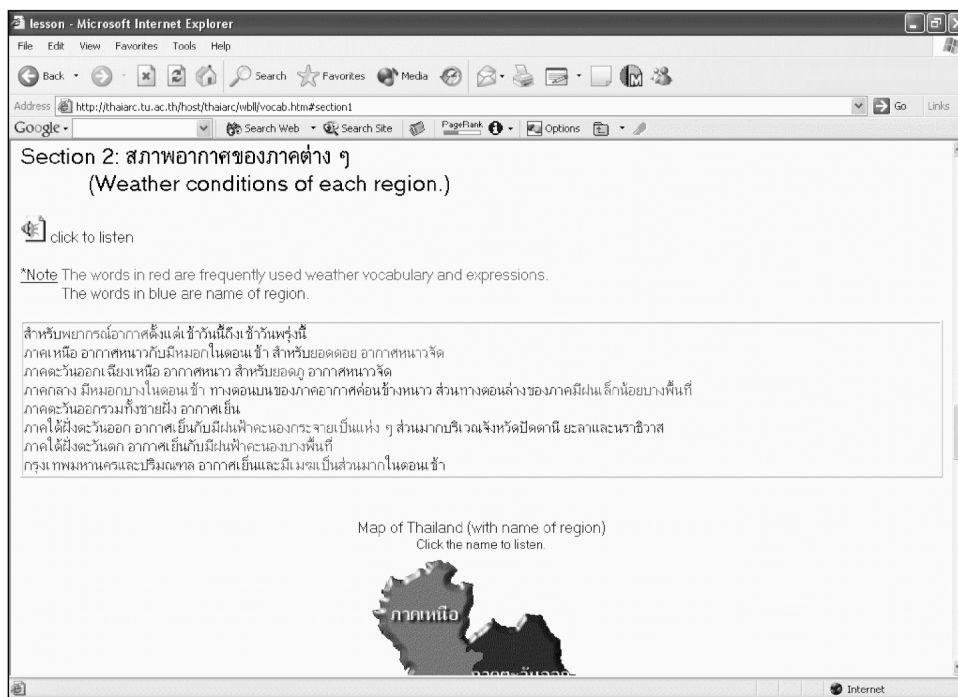 lesson - Microsoft Internet Explorer
File Edit View Favorites Tools Help
Back Search Favorites Media
Address http://thaiarc.tu.ac.th/host/thaiarc/wbll/vocab.htm#section1 Go Links
Google Search Web Search Site PageRank Options
Section 2: สภาพอากาศของภาคต่าง ๆ
(Weather conditions of each region.)
click to listen
*Note The words in red are frequently used weather vocabulary and expressions.
The words in blue are name of region.
สำหรับพยากรณ์อากาศตั้งแต่เช้าวันนี้ถึงเช้าวันพรุ่งนี้
ภาคเหนือ อากาศหนาวกับมีหมอกในตอนเช้า สำหรับยอดดอย อากาศหนาวจัด
ภาคตะวันออกเฉียงเหนือ อากาศหนาว สำหรับยอดภู อากาศหนาวจัด
ภาคกลาง มีหมอกบางในตอนเช้า ทางตอนบนของภาคอากาศค่อนข้างหนาว ส่วนทางตอนล่างของภาคมีฝนเล็กน้อยบางพื้นที่
ภาคตะวันออกรวมทั้งชายฝั่ง อากาศเย็น
ภาคใต้ฝั่งตะวันออก อากาศเย็นกับมีฝนฟ้าคะนองกระจายเป็นแห่ง ๆ ส่วนมากบริเวณจังหวัดปัตตานี ยะลาและนราธิวาส
ภาคใต้ฝั่งตะวันตก อากาศเย็นกับมีฝนฟ้าคะนองบางพื้นที่
กรุงเทพมหานครและปริมณฑล อากาศเย็นและมีเมฆเป็นส่วนมากในตอนเช้า
Map of Thailand (with name of region)
Click the name to listen.
ภาคเหนือ
ภาคตะวันออก-
Internet